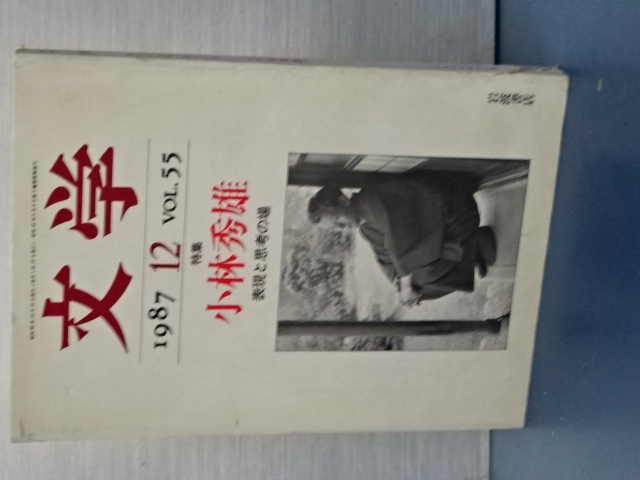 文学
1987 12 VOL.55
特集
小林秀雄
表現と思考の場
岩波書店